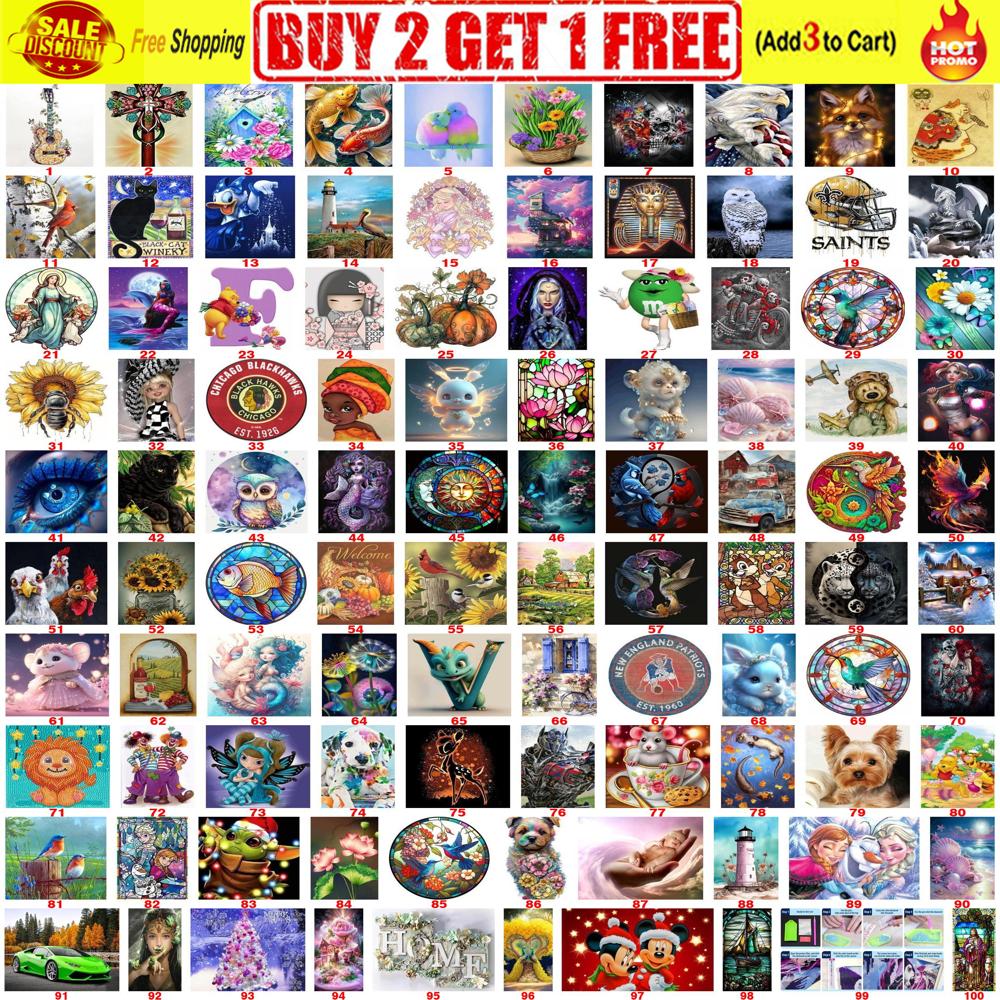 SALE
DISCOUNT
Free Shopping
BUY 2 GET 1 FREE
(Add 3 to Cart)
HOT
PROMO
1 2 3 4 5 6 7 8 9 10
BLACK CAT
WINERY
SAINTS
11 12 13 14 15 16 17 18 19 20
m
21 22 23 24 25 26 27 28 29 30
CHICAGO BLACKHAWKS
BLACK HAWKS
CHICAGO
EST. 1926
31 32 33 34 35 36 37 38 39 40
41 42 43 44 45 46 47 48 49 50
Welcome
51 52 53 54 55 56 57 58 59 60
NEW ENGLAND PATRIOTS
EST. 1960
61 62 63 64 65 66 67 68 69 70
71 72 73 74 75 76 77 78 79 80
81 82 83 84 85 86 87 88 89 90
HOME
91 92 93 94 95 96 97 98 99 100